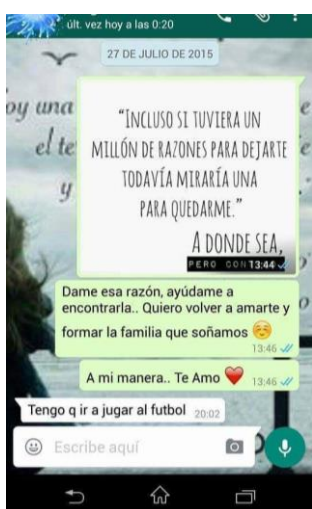 últ. vez hoy a las 0:20
27 DE JULIO DE 2015
oy una
e
el te
e
y
"INCLUSO SI TUVIERA UN
MILLÓN DE RAZONES PARA DEJARTE
TODAVÍA MIRARÍA UNA
PARA QUEDARME."
A DONDE SEA,
PERO CON 13:44
Dame esa razón, ayúdame a
encontrarla.. Quiero volver a amarte y
formar la familia que soñamos
13:46
A mi manera.. Te Amo 13:46
Tengo q ir a jugar al futbol 20:02
Escribe aquí